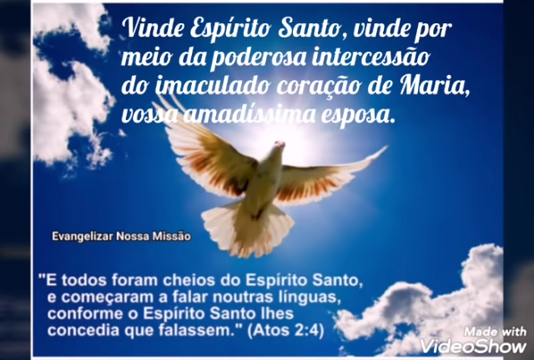 Vinde Espírito Santo, vinde por
meio da poderosa intercessão
do imaculado coração de Maria,
vossa amadíssima esposa.
Evangelizar Nossa Missão
"E todos foram cheios do Espírito Santo,
e começaram a falar noutras línguas,
conforme o Espírito Santo lhes
concedia que falassem." (Atos 2:4)
Made with
VideoShow